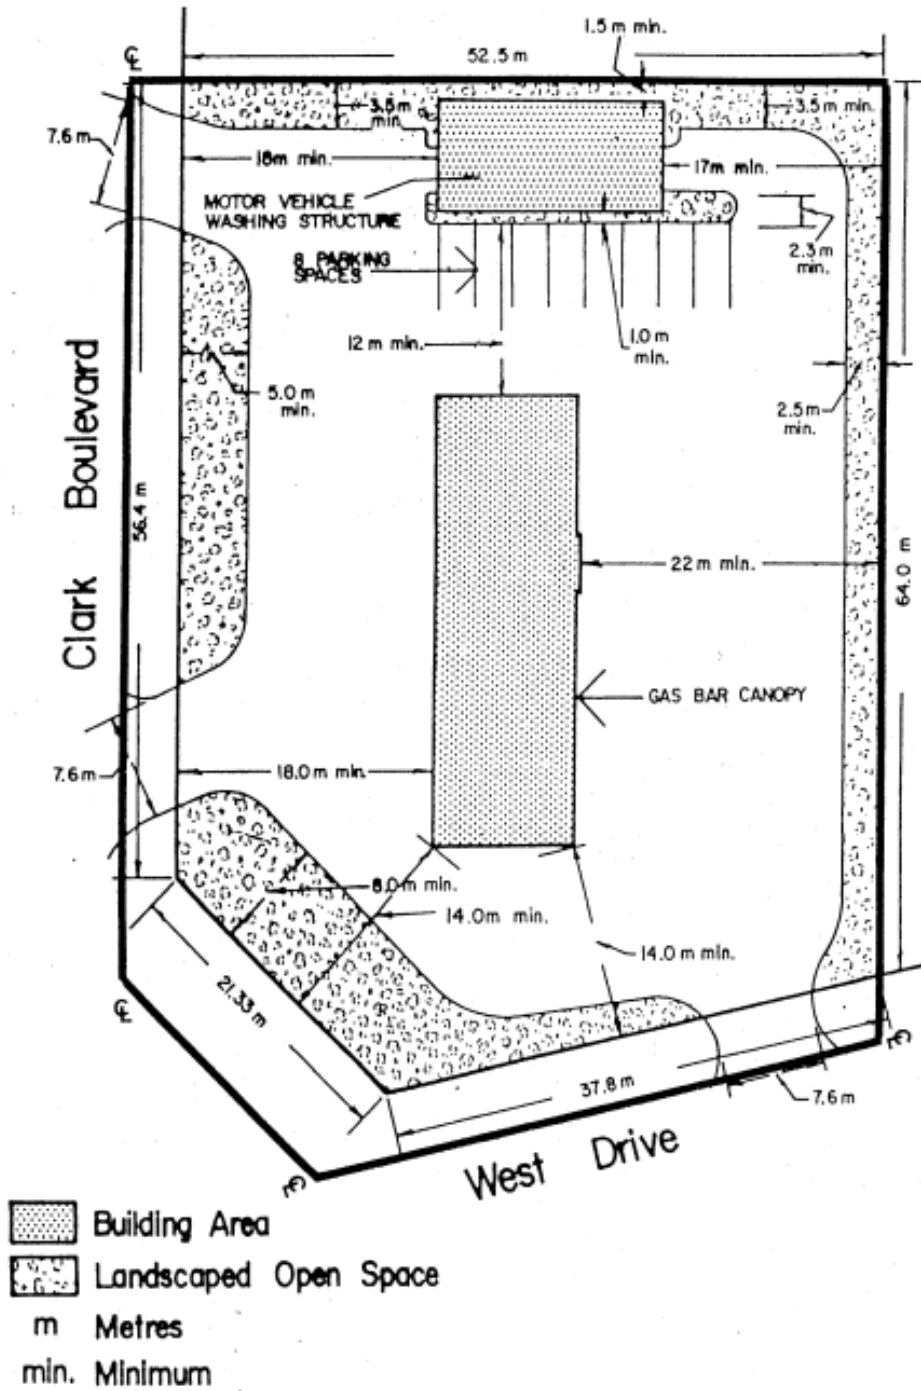 1.5 m min.
℄
52.5 m
3.5 m
min.
3.5 m min.
7.6 m
18m min.
17m min.
MOTOR VEHICLE
WASHING STRUCTURE
8 PARKING
SPACES
2.3 m
min.
12 m min.
1.0 m
min.
5.0 m
min.
2.5 m
min.
Clark Boulevard
56.4 m
22 m min.
64.0 m
GAS BAR CANOPY
7.6 m
18.0 m min.
8.0 m min.
14.0m min.
14.0 m min.
21.33 m
℄
℄
37.8 m
7.6 m
West Drive
℄
Building Area
Landscaped Open Space
m Metres
min. Minimum